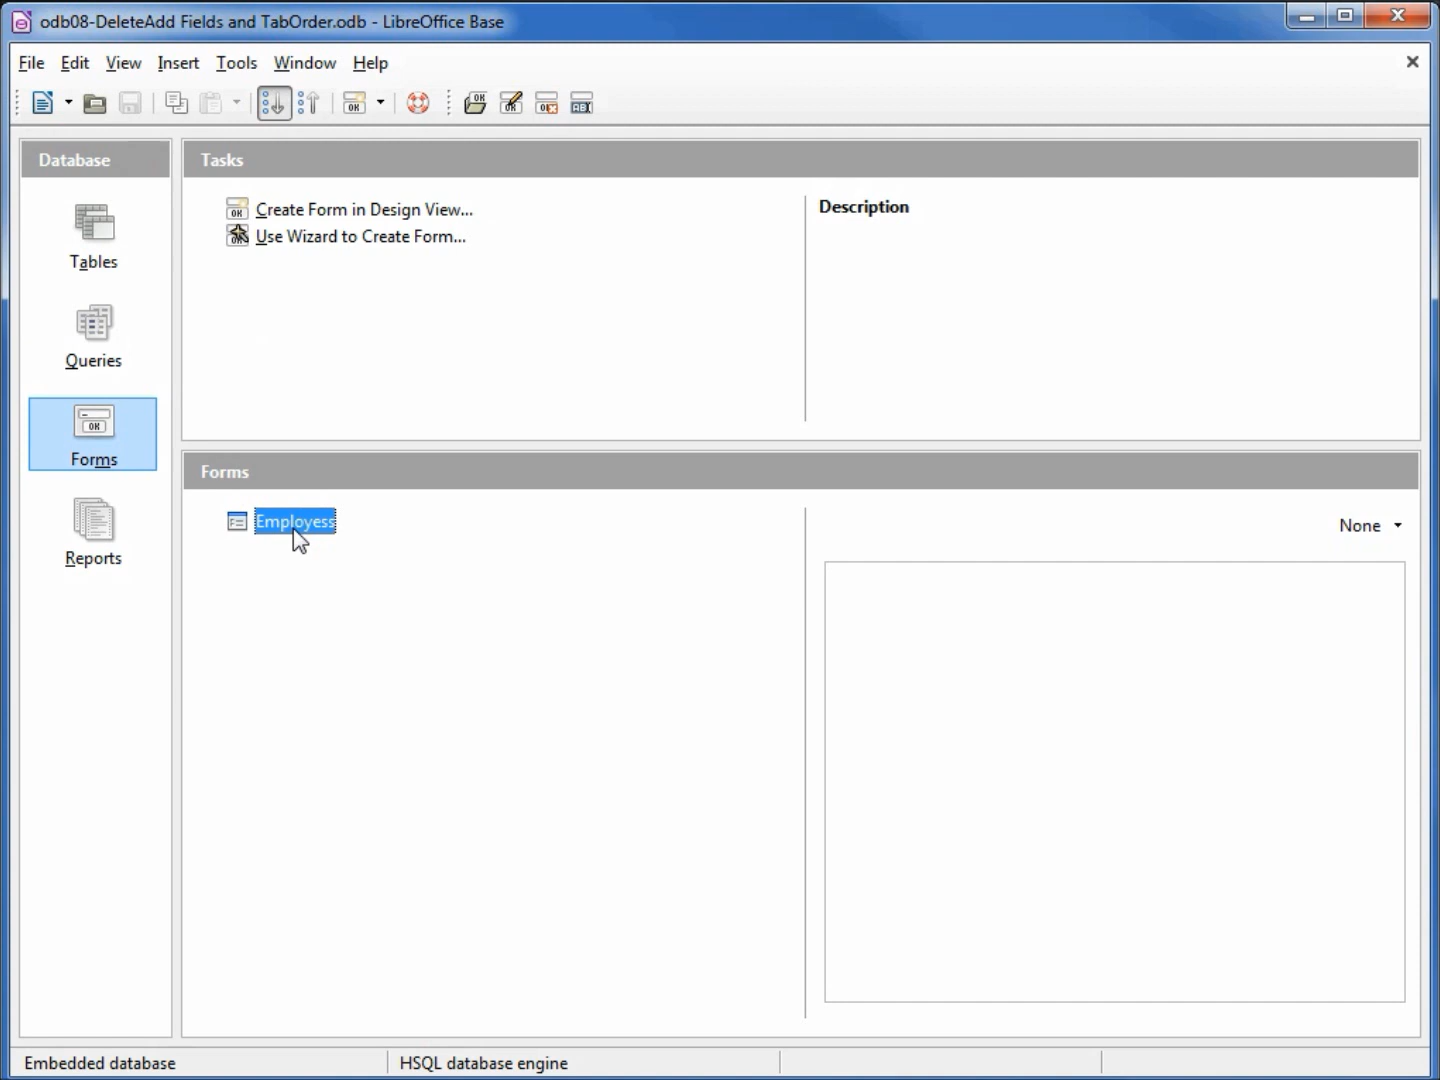 odb08-DeleteAdd Fields and TabOrder.odb - LibreOffice Base
File Edit View Insert Tools Window Help
Database
Tasks
Create Form in Design View...
Use Wizard to Create Form...
Description
Tables
Queries
Forms
Reports
Forms
Employess
None
Embedded database
HSQL database engine